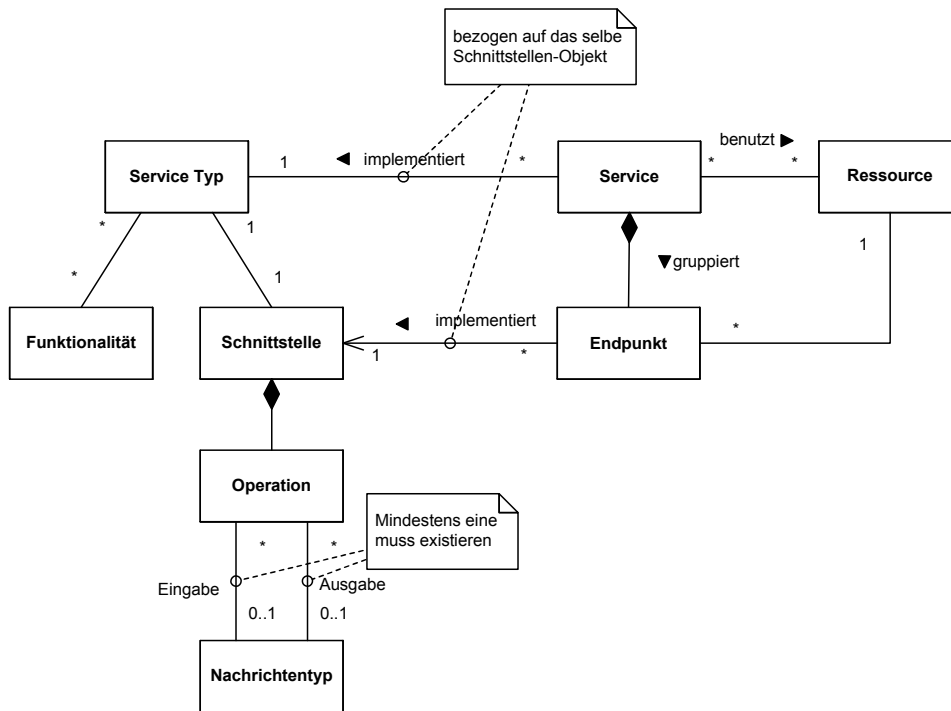 bezogen auf das selbe
Schnittstellen-Objekt
Service Typ
1
◄ implementiert
*
Service
benutzt ►
*
*
Ressource
*
1
1
▼gruppiert
*
1
Funktionalität
Schnittstelle
◄ implementiert
1
*
Endpunkt
*
Operation
Mindestens eine
muss existieren
*
*
Eingabe
Ausgabe
0..1
0..1
Nachrichtentyp